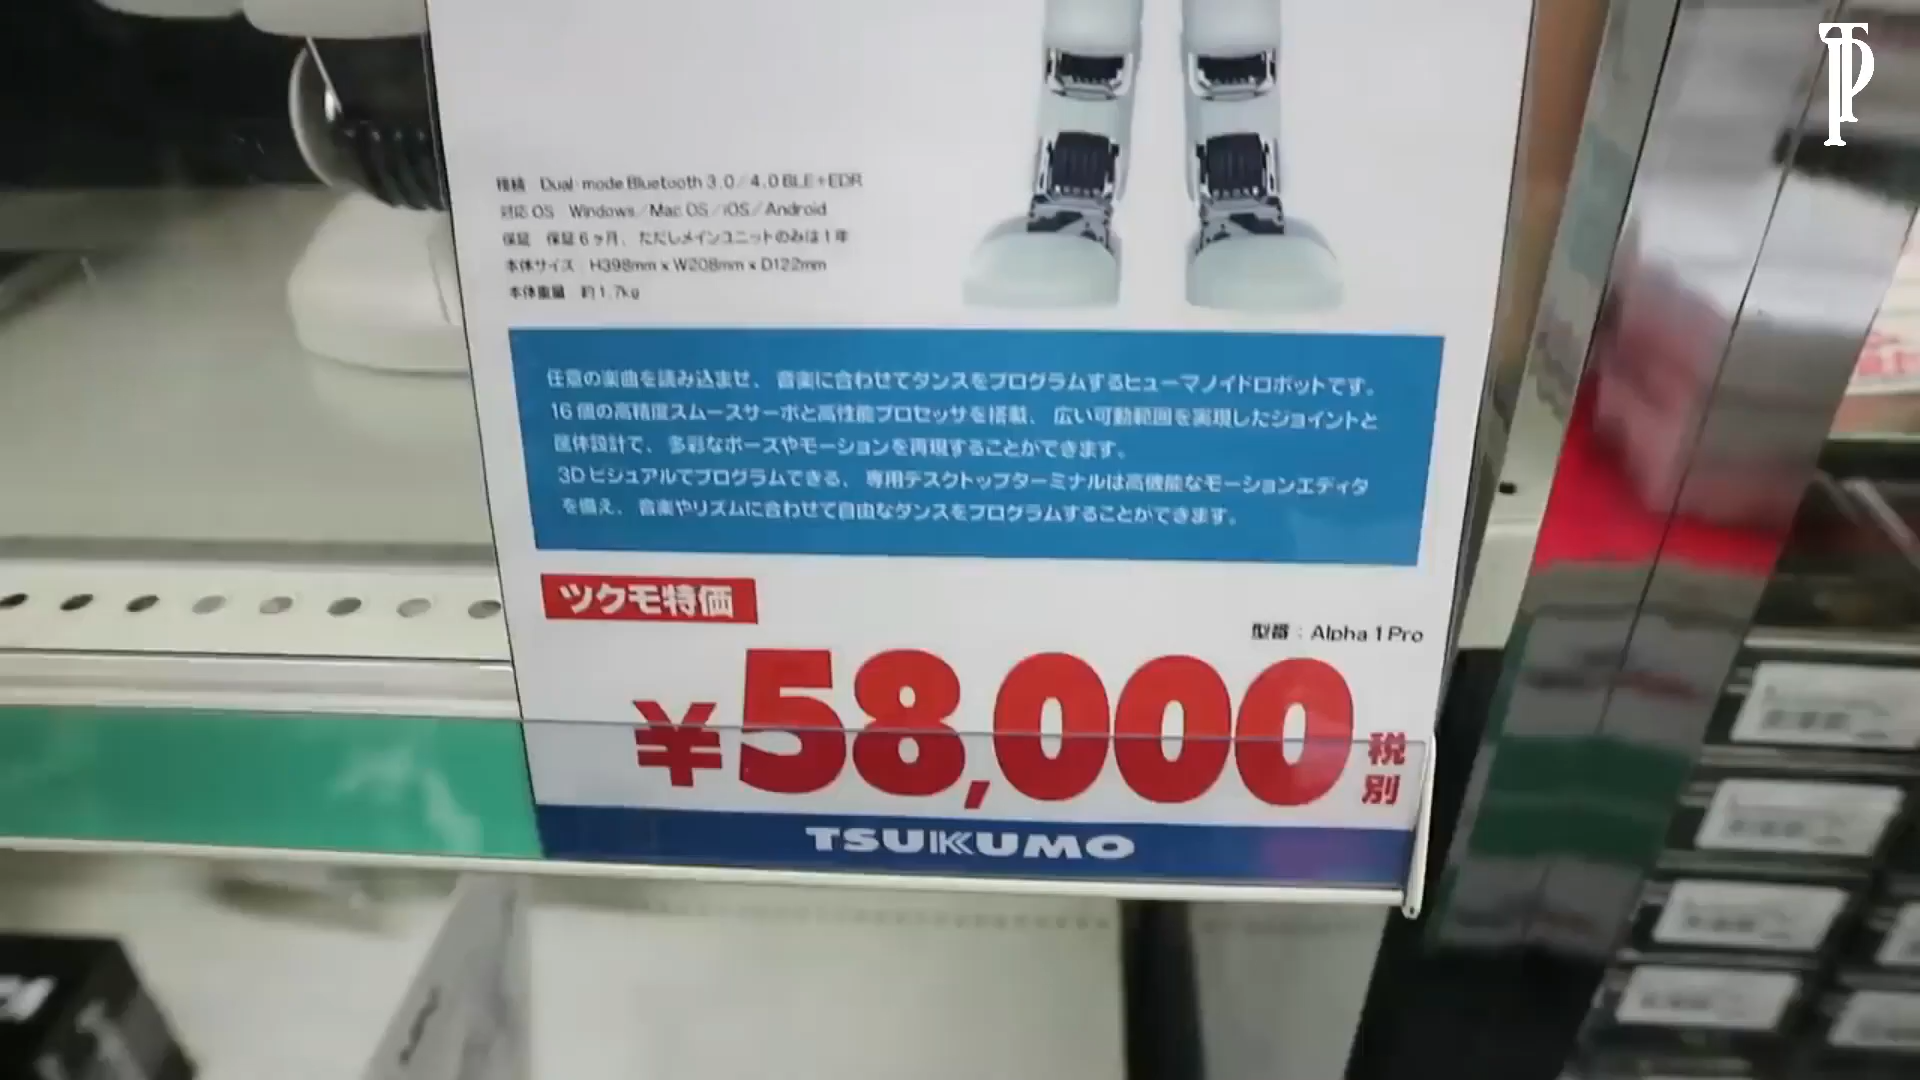 TP
接続 Dual-mode Bluetooth 3.0/4.0 BLE+EDR
対応OS Windows/Mac OS/iOS/Android
保証 保証6ヶ月、ただしメインユニットのみは1年
本体サイズ H398mm x W208mm x D122mm
本体重量 約1.7kg
任意の楽曲を読み込ませ、音楽に合わせてダンスをプログラムするヒューマノイドロボットです。
16個の高精度スムースサーボと高性能プロセッサを搭載、広い可動範囲を実現したジョイントと
筐体設計で、多彩なポーズやモーションを再現することができます。
3Dビジュアルでプログラムできる、専用デスクトップターミナルは高機能なモーションエディタ
を備え、音楽やリズムに合わせて自由なダンスをプログラムすることができます。
ツクモ特価
型番:Alpha 1 Pro
¥58,000 税別
TSUKUMO